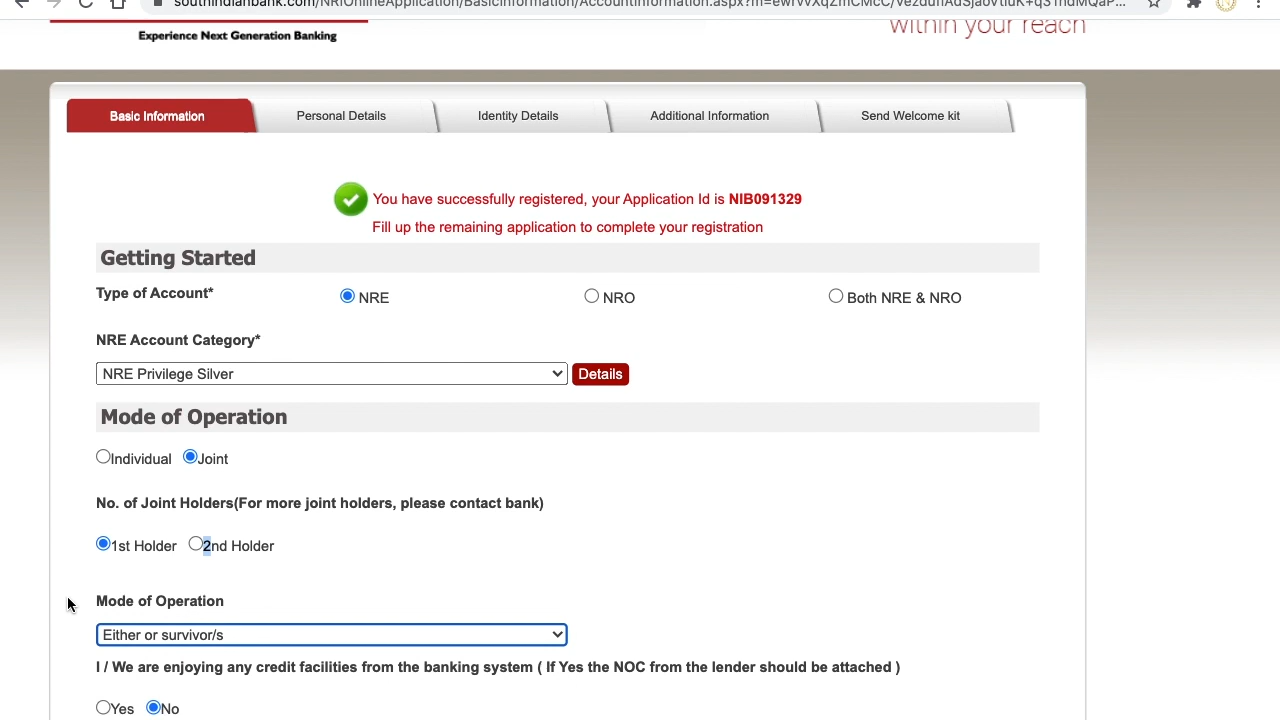 Experience Next Generation Banking
within your reach
Basic Information
Personal Details
Identity Details
Additional Information
Send Welcome kit
You have successfully registered, your Application Id is NIB091329
Fill up the remaining application to complete your registration
Getting Started
Type of Account*
NRE
NRO
Both NRE & NRO
NRE Account Category*
NRE Privilege Silver
Details
Mode of Operation
Individual
Joint
No. of Joint Holders(For more joint holders, please contact bank)
1st Holder
2nd Holder
Mode of Operation
Either or survivor/s
I / We are enjoying any credit facilities from the banking system ( If Yes the NOC from the lender should be attached )
Yes
No